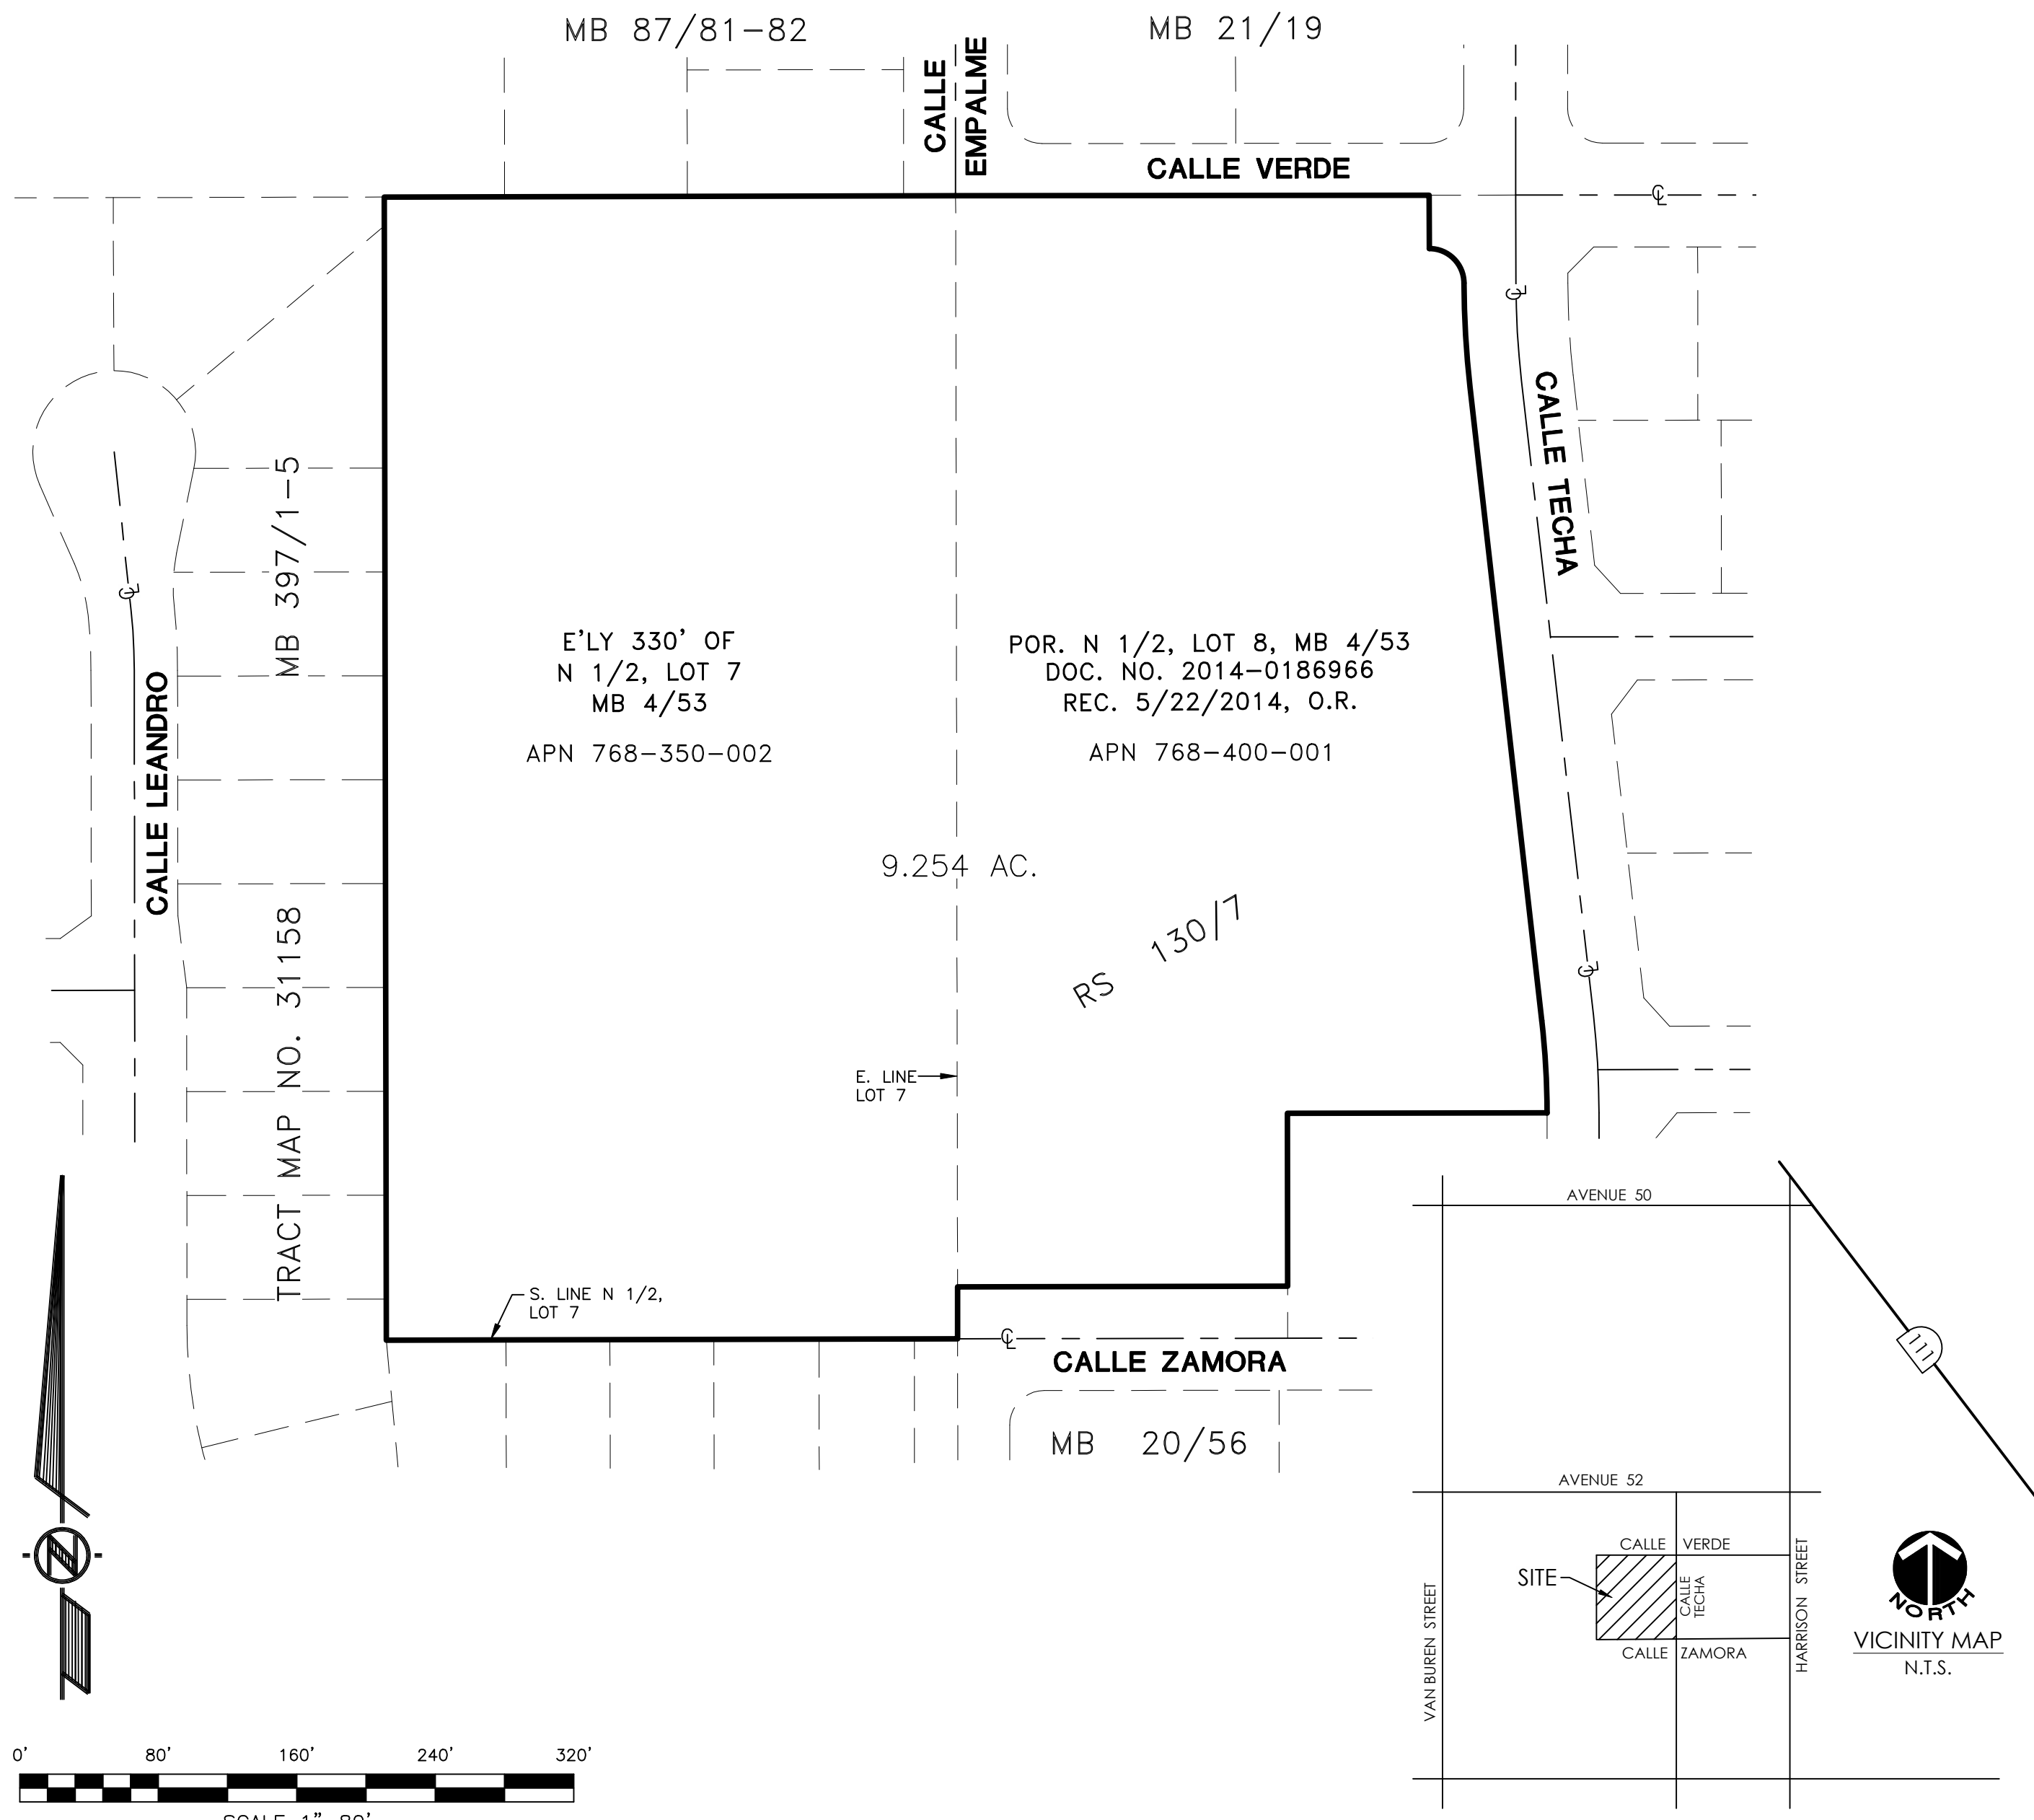 MB 87/81-82
MB 21/19
CALLE
EMPALME
CALLE VERDE
℄
℄
CALLE TECHA
MB 397/1-5
℄
CALLE LEANDRO
E'LY 330' OF
N 1/2, LOT 7
MB 4/53
APN 768-350-002
POR. N 1/2, LOT 8, MB 4/53
DOC. NO. 2014-0186966
REC. 5/22/2014, O.R.
APN 768-400-001
9.254 AC.
RS 130/7
℄
TRACT MAP NO. 31158
E. LINE
LOT 7
S. LINE N 1/2,
LOT 7
℄
CALLE ZAMORA
MB 20/56
N
AVENUE 50
111
AVENUE 52
CALLE VERDE
SITE
CALLE
TECHA
CALLE ZAMORA
VAN BUREN STREET
HARRISON STREET
NORTH
VICINITY MAP
N.T.S.
0' 80' 160' 240' 320'